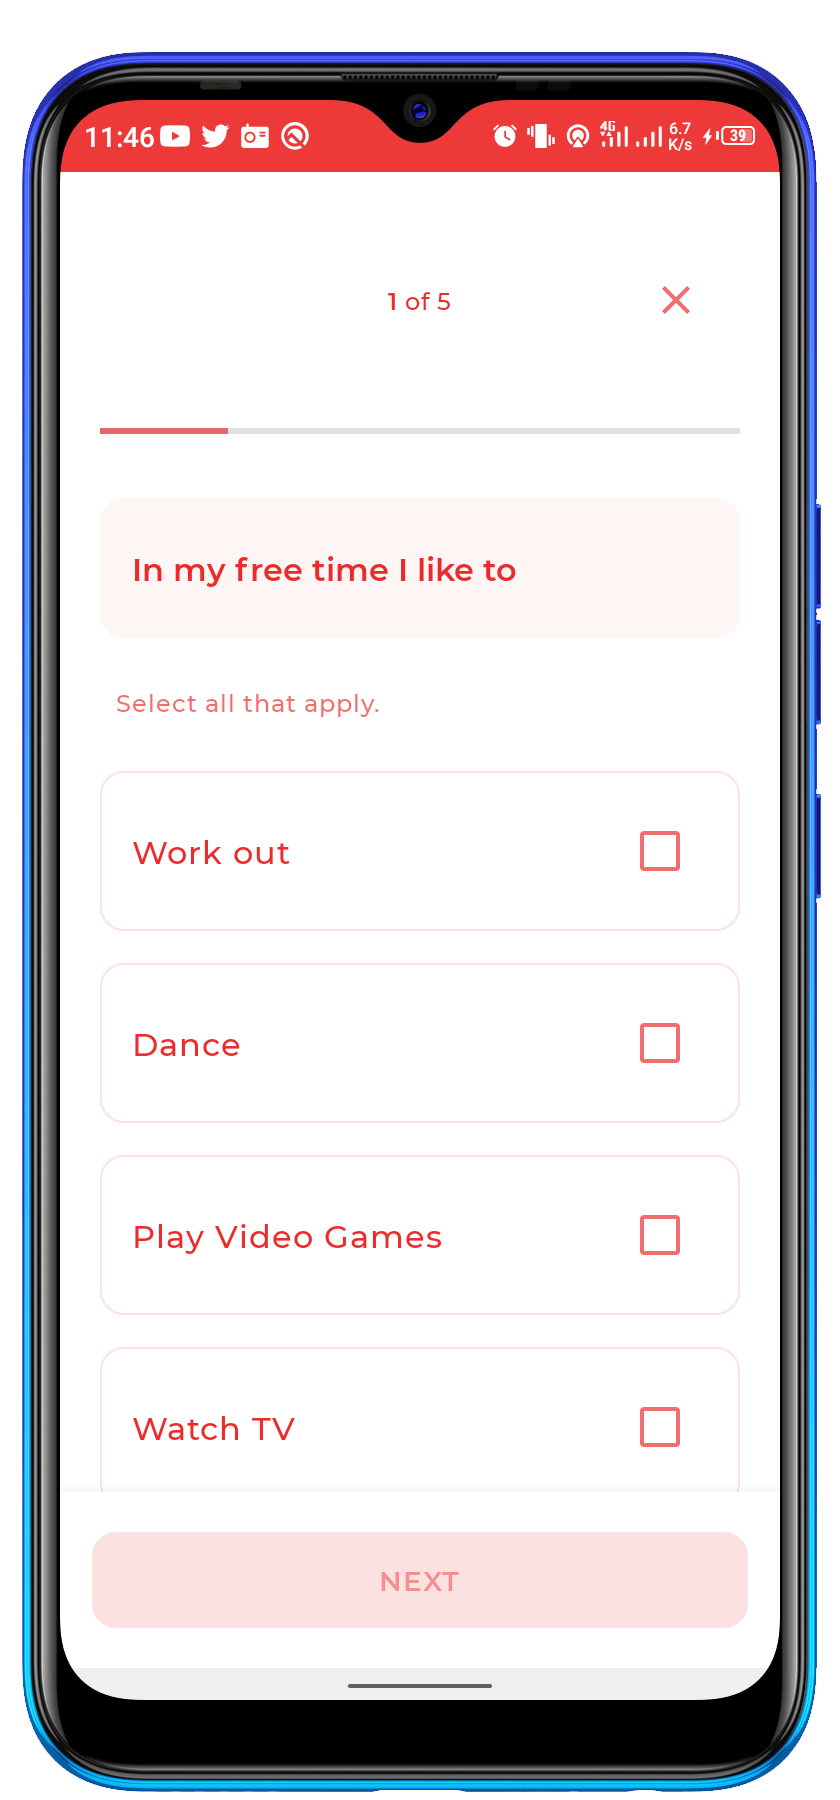 11:46
4G
6.7
K/s
39
1 of 5
In my free time I like to
Select all that apply.
Work out
Dance
Play Video Games
Watch TV
NEXT